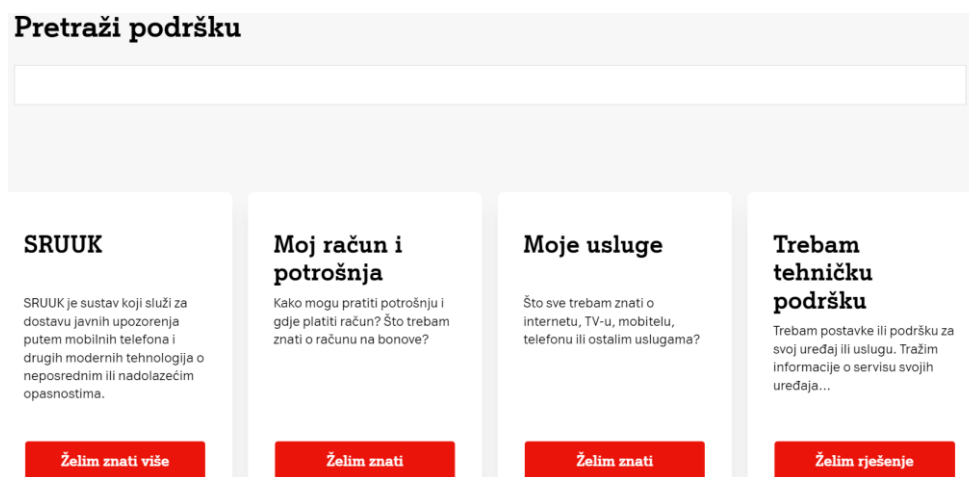 Pretraži podršku
SRUUK
SRUUK je sustav koji služi za
dostavu javnih upozorenja
putem mobilnih telefona i
drugih modernih tehnologija o
neposrednim ili nadolazećim
opasnostima.
Želim znati više
Moj račun i
potrošnja
Kako mogu pratiti potrošnju i
gdje platiti račun? Što trebam
znati o računu na bonove?
Želim znati
Moje usluge
Što sve trebam znati o
internetu, TV-u, mobitelu,
telefonu ili ostalim uslugama?
Želim znati
Trebam
tehničku
podršku
Trebam postavke ili podršku za
svoj uređaj ili uslugu. Tražim
informacije o servisu svojih
uređaja...
Želim rješenje